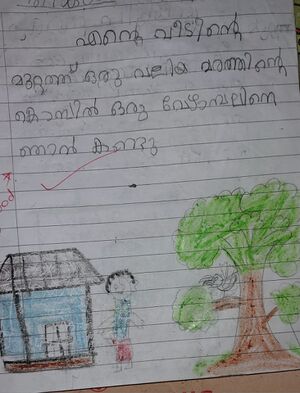 എന്റെ വീടിന്റെ
മുറ്റത്ത് ഒരു വലിയ മരത്തിന്റെ
കൊമ്പിൽ ഒരു വേഴാമ്പലിനെ
ഞാൻ കണ്ടു